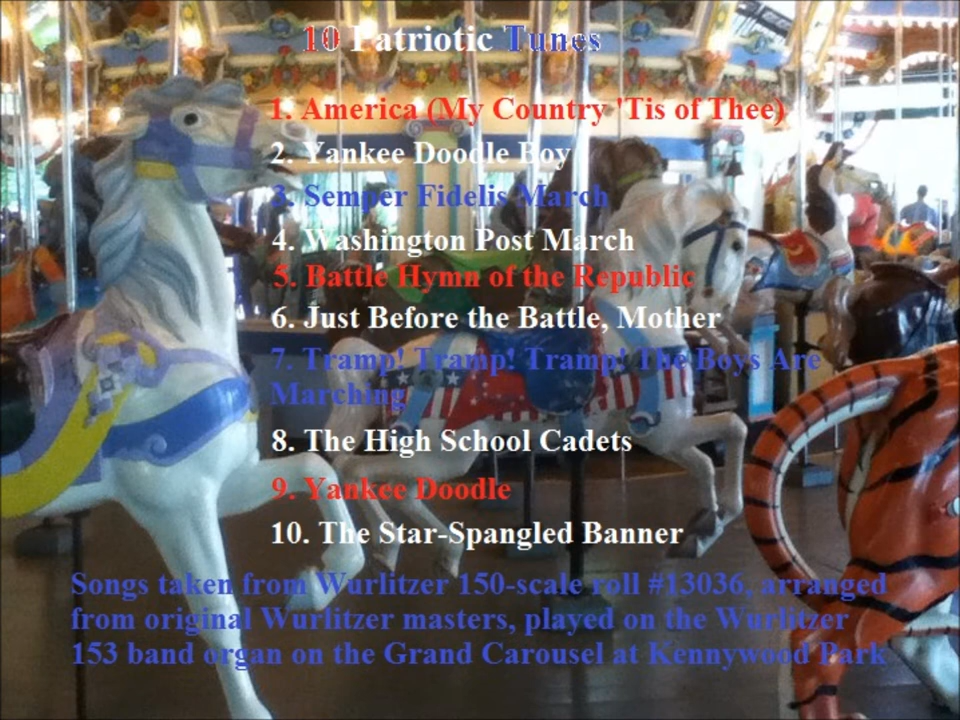 10 Patriotic Tunes
1. America (My Country 'Tis of Thee)
2. Yankee Doodle Boy
3. Semper Fidelis March
4. Washington Post March
5. Battle Hymn of the Republic
6. Just Before the Battle, Mother
7. Tramp! Tramp! Tramp! The Boys Are
Marching
8. The High School Cadets
9. Yankee Doodle
10. The Star-Spangled Banner
Songs taken from Wurlitzer 150-scale roll #13036, arranged
from original Wurlitzer masters, played on the Wurlitzer
153 band organ on the Grand Carousel at Kennywood Park